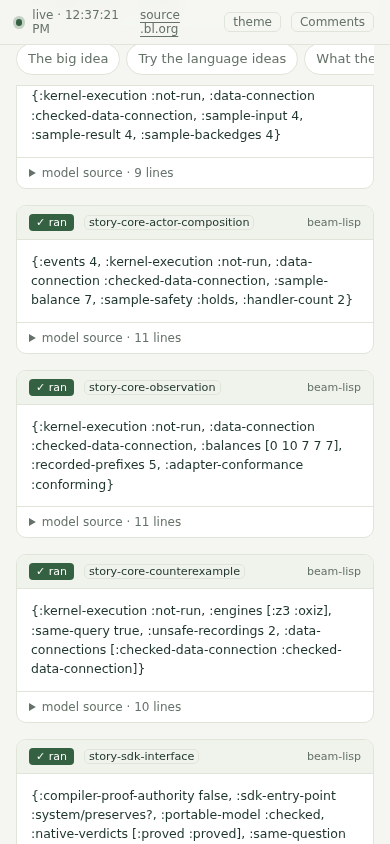 live · 12:37:21 PM
source .bl.org
theme
Comments
The big idea
Try the language ideas
What the
{:kernel-execution :not-run, :data-connection
:checked-data-connection, :sample-input 4,
:sample-result 4, :sample-backedges 4}
▶ model source · 9 lines
✓ ran story-core-actor-composition beam-lisp
{:events 4, :kernel-execution :not-run, :data-
connection :checked-data-connection, :sample-
balance 7, :sample-safety :holds, :handler-count 2}
▶ model source · 11 lines
✓ ran story-core-observation beam-lisp
{:kernel-execution :not-run, :data-connection
:checked-data-connection, :balances [0 10 7 7 7],
:recorded-prefixes 5, :adapter-conformance
:conforming}
▶ model source · 11 lines
✓ ran story-core-counterexample beam-lisp
{:kernel-execution :not-run, :engines [:z3 :oxiz],
:same-query true, :unsafe-recordings 2, :data-
connections [:checked-data-connection :checked-
data-connection]}
▶ model source · 10 lines
✓ ran story-sdk-interface beam-lisp
{:compiler-proof-authority false, :sdk-entry-point
:system/preserves?, :portable-model :checked,
:native-verdicts [:proved :proved], :same-question